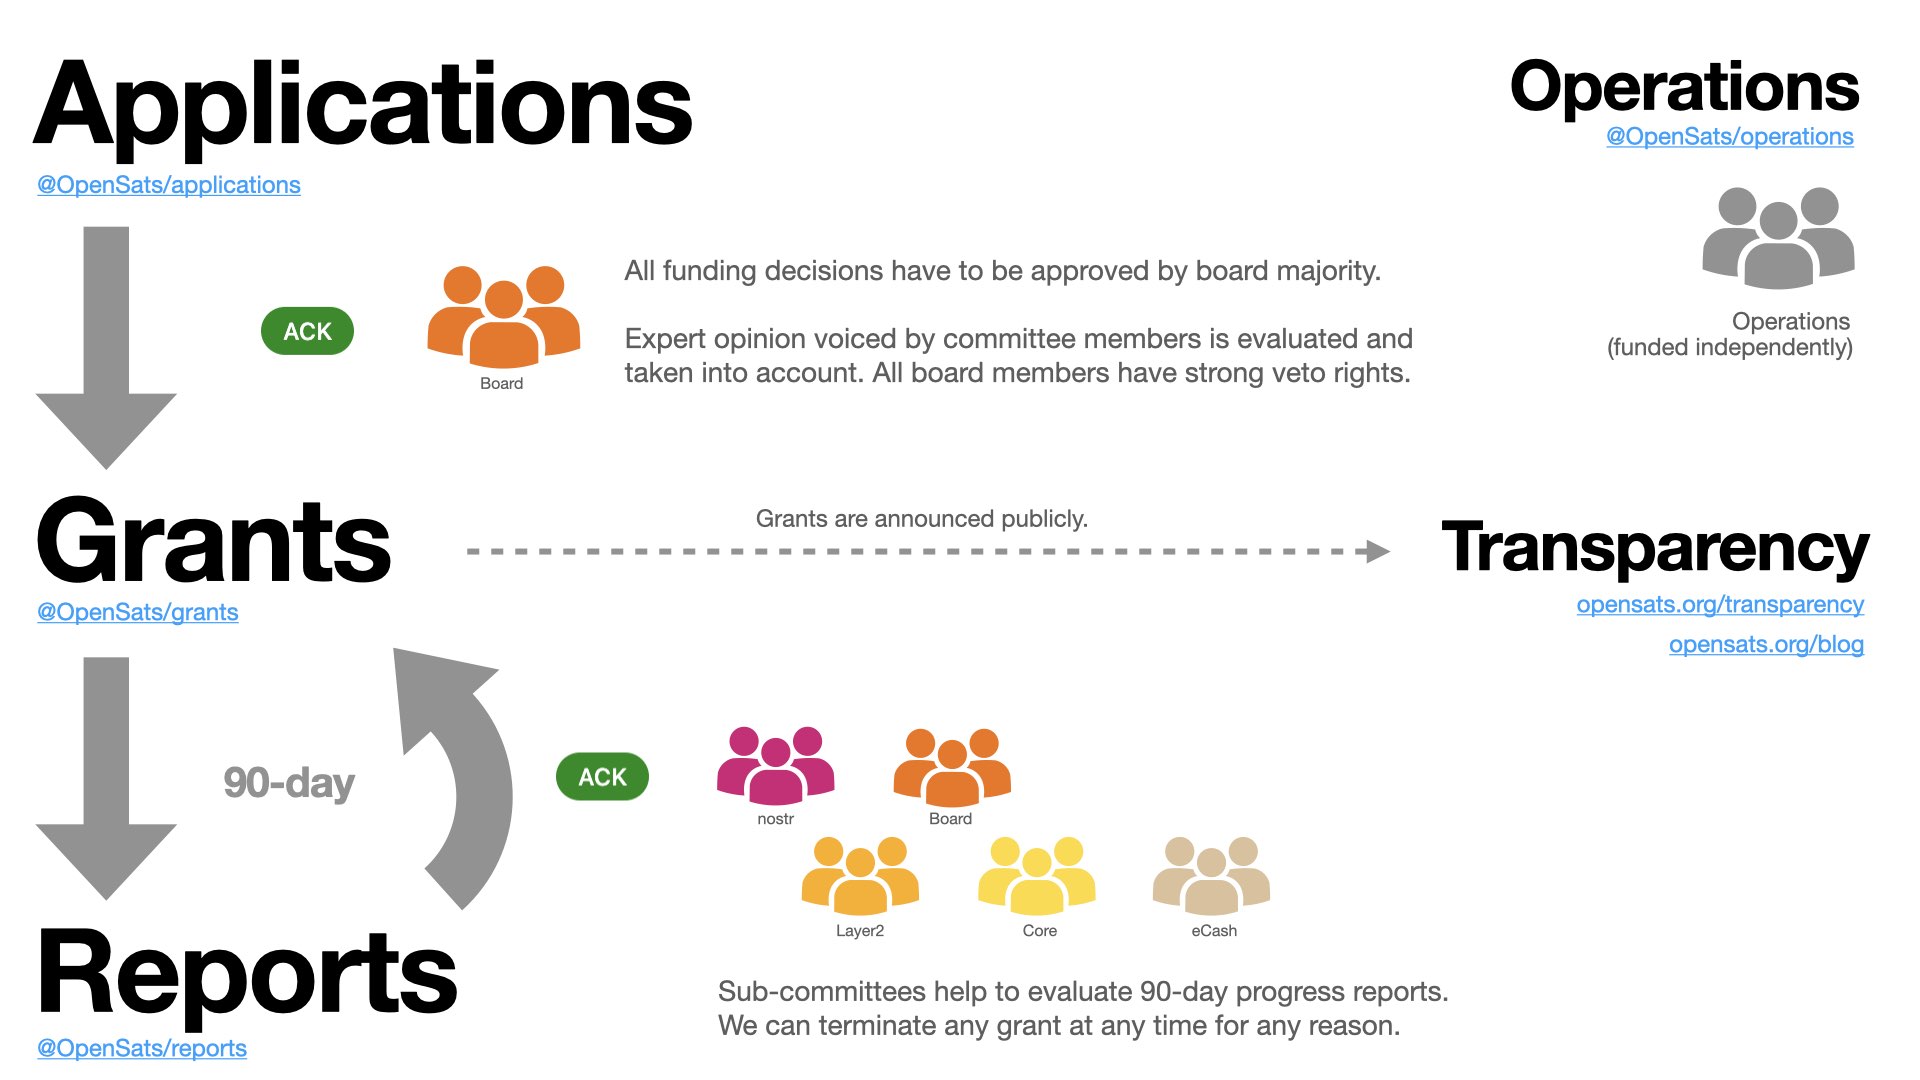 Applications
@OpenSats/applications
Operations
@OpenSats/operations
Operations
(funded independently)
ACK
Board
All funding decisions have to be approved by board majority.
Expert opinion voiced by committee members is evaluated and
taken into account. All board members have strong veto rights.
Grants
@OpenSats/grants
Grants are announced publicly.
Transparency
opensats.org/transparency
opensats.org/blog
90-day
ACK
nostr
Board
Layer2
Core
eCash
Reports
@OpenSats/reports
Sub-committees help to evaluate 90-day progress reports.
We can terminate any grant at any time for any reason.